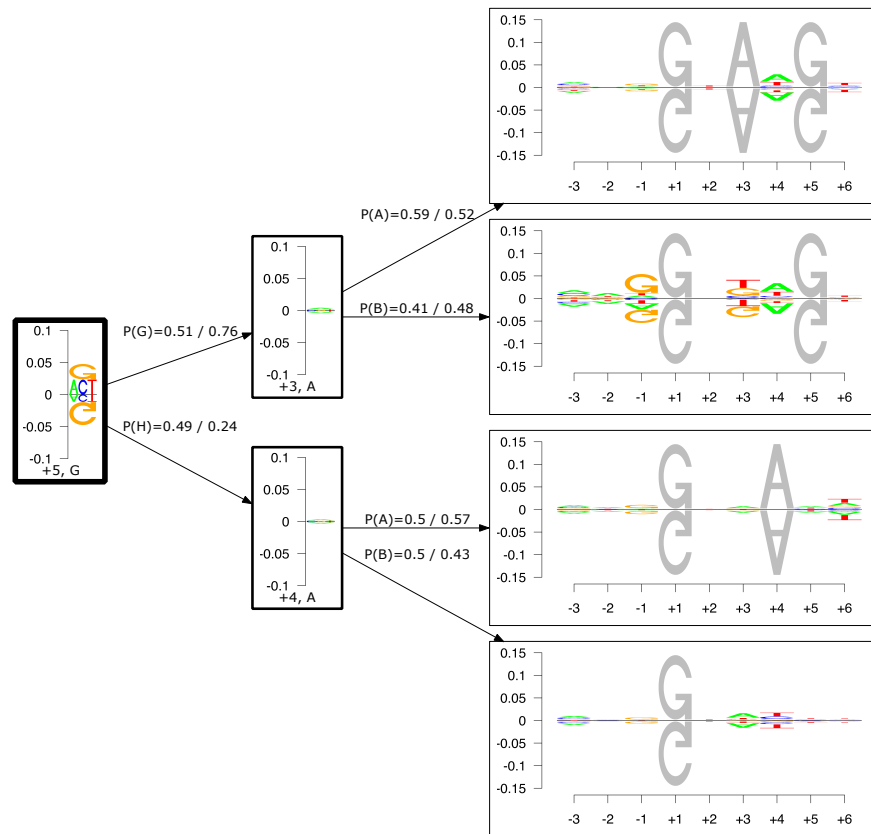 0.1
0.05
0
-0.05
-0.1
G
A C T
C
G
+5, G
P(G)=0.51 / 0.76
P(H)=0.49 / 0.24
0.1
0.05
0
-0.05
-0.1
+3, A
0.1
0.05
0
-0.05
-0.1
+4, A
P(A)=0.59 / 0.52
P(B)=0.41 / 0.48
P(A)=0.5 / 0.57
P(B)=0.5 / 0.43
0.15
0.1
0.05
0
-0.05
-0.1
-0.15
G A G
G A G
A
A
-3 -2 -1 +1 +2 +3 +4 +5 +6
0.15
0.1
0.05
0
-0.05
-0.1
-0.15
G G
G G
G T G A
G G A
-3 -2 -1 +1 +2 +3 +4 +5 +6
0.15
0.1
0.05
0
-0.05
-0.1
-0.15
G A
G A
-3 -2 -1 +1 +2 +3 +4 +5 +6
0.15
0.1
0.05
0
-0.05
-0.1
-0.15
G
G
-3 -2 -1 +1 +2 +3 +4 +5 +6